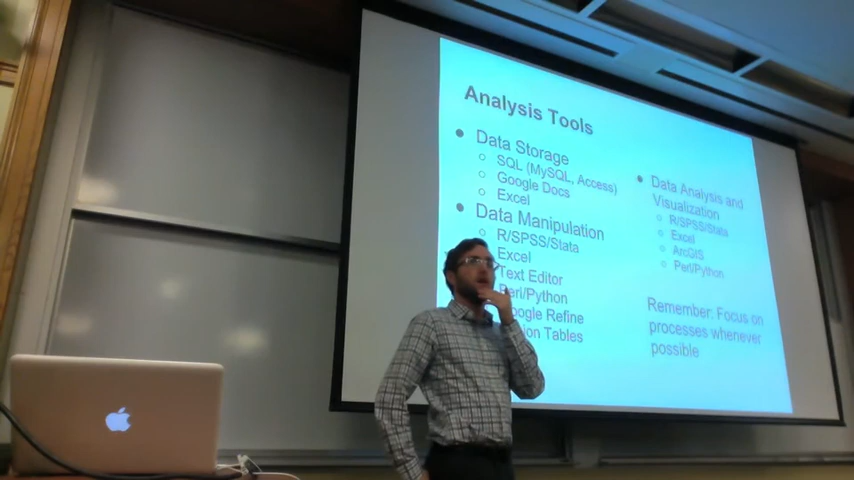 Analysis Tools
Data Storage
SQL (MySQL, Access)
Google Docs
Excel
Data Manipulation
R/SPSS/Stata
Excel
Text Editor
Perl/Python
Refine
Tables
Data Analysis and
Visualization
R/SPSS/Stata
Excel
ArcGIS
Perl/Python
Remember: Focus on
processes whenever
possible